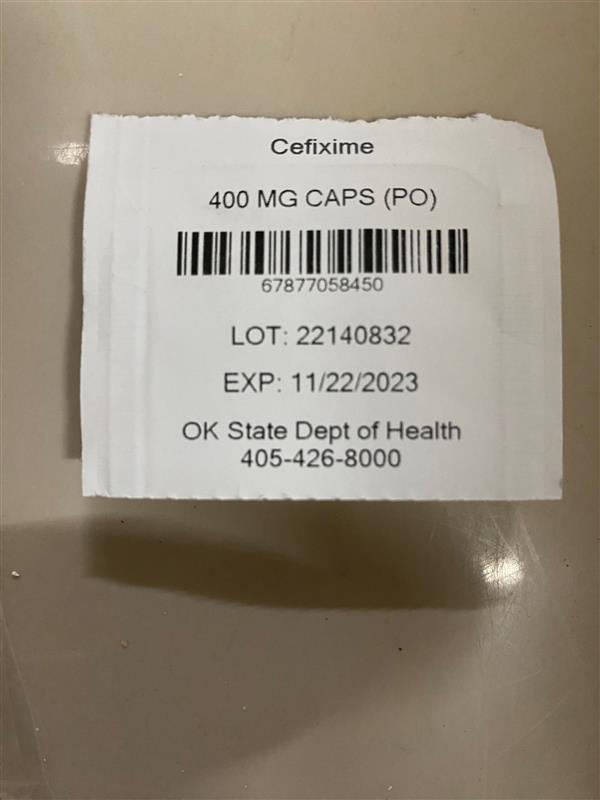 Cefixime
400 MG CAPS (PO)
67877058450
LOT: 22140832
EXP: 11/22/2023
OK State Dept of Health
405-426-8000